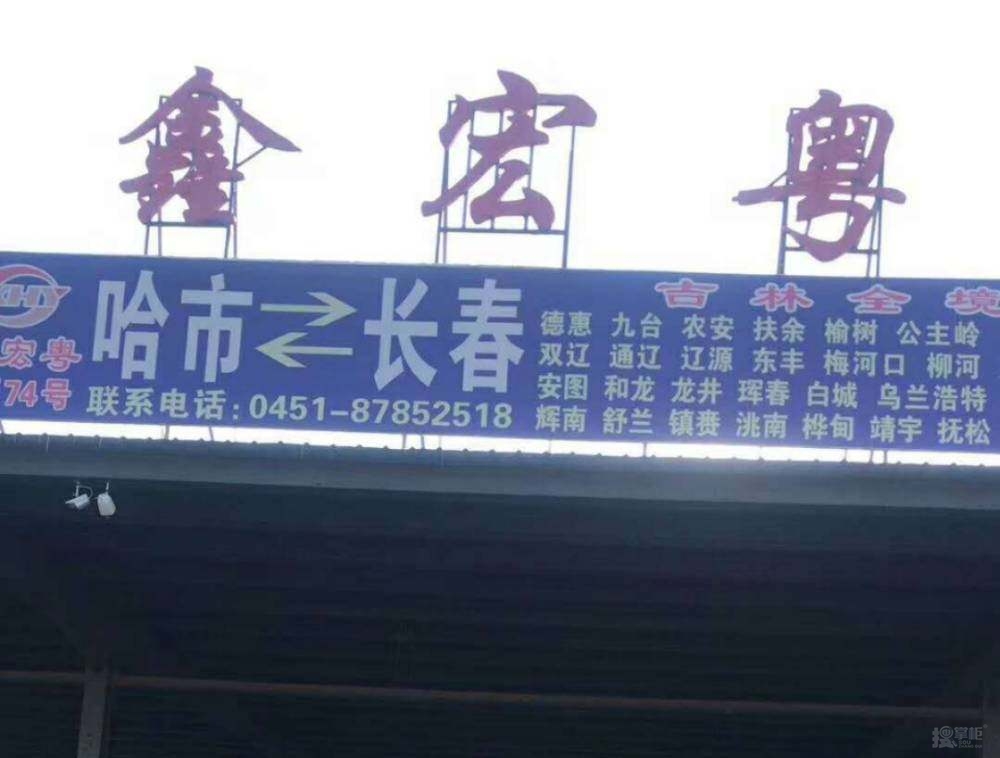 鑫宏粤
XHY
宏粤
74号
哈市 长春
联系电话:0451-87852518
吉林全境
德惠 九台 农安 扶余 榆树 公主岭
双辽 通辽 辽源 东丰 梅河口 柳河
安图 和龙 龙井 珲春 白城 乌兰浩特
辉南 舒兰 镇赉 洮南 桦甸 靖宇 抚松
搜掌柜